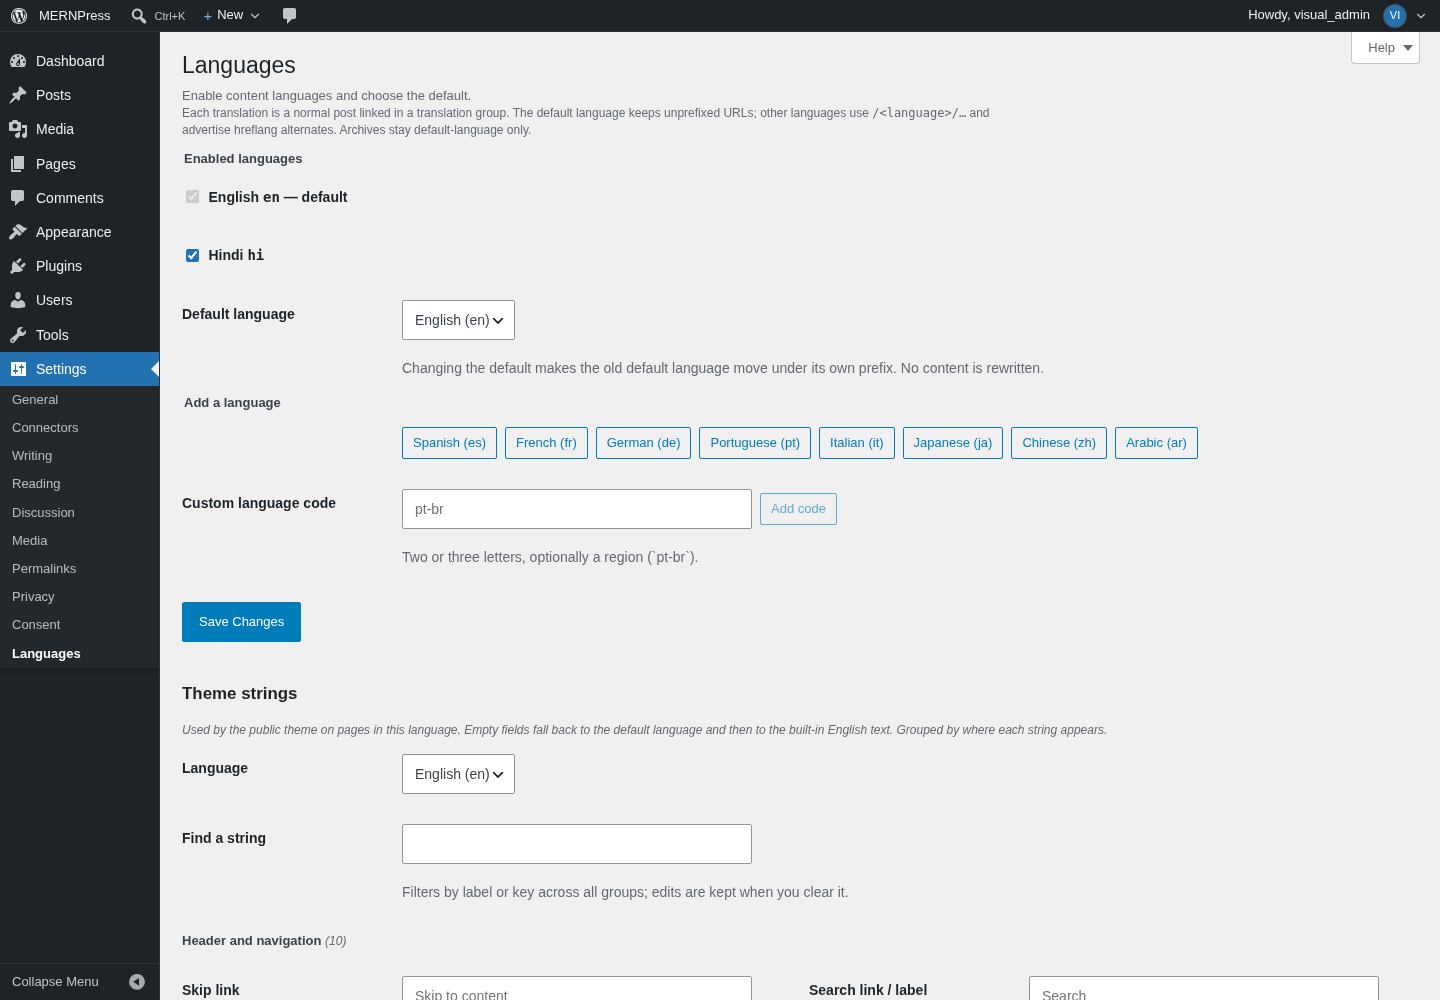 MERNPress
Ctrl+K
+ New
Howdy, visual_admin
VI
Help
Dashboard
Posts
Media
Pages
Comments
Appearance
Plugins
Users
Tools
Settings
General
Connectors
Writing
Reading
Discussion
Media
Permalinks
Privacy
Consent
Languages
Collapse Menu
Languages
Enable content languages and choose the default.
Each translation is a normal post linked in a translation group. The default language keeps unprefixed URLs; other languages use /<language>/… and
advertise hreflang alternates. Archives stay default-language only.
Enabled languages
English en — default
Hindi hi
Default language
English (en)
Changing the default makes the old default language move under its own prefix. No content is rewritten.
Add a language
Spanish (es) French (fr) German (de) Portuguese (pt) Italian (it) Japanese (ja) Chinese (zh) Arabic (ar)
Custom language code
pt-br
Add code
Two or three letters, optionally a region (`pt-br`).
Save Changes
Theme strings
Used by the public theme on pages in this language. Empty fields fall back to the default language and then to the built-in English text. Grouped by where each string appears.
Language
English (en)
Find a string
Filters by label or key across all groups; edits are kept when you clear it.
Header and navigation (10)
Skip link
Skip to content
Search link / label
Search